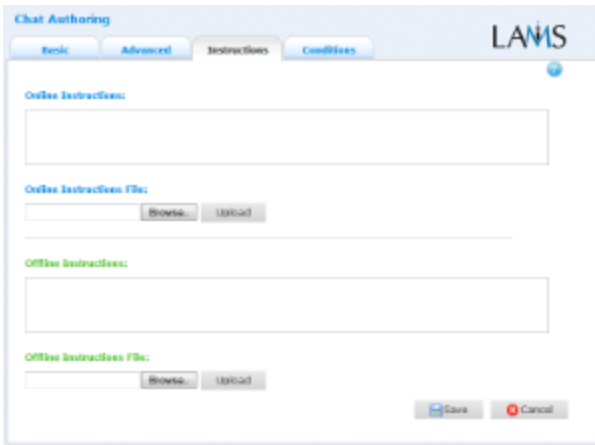 Chat Authoring
LAMS
Basic Advanced Instructions Conditions
?
Online Instructions:
Online Instructions File:
Browse... Upload
Offline Instructions:
Offline Instructions File:
Browse... Upload
Save Cancel